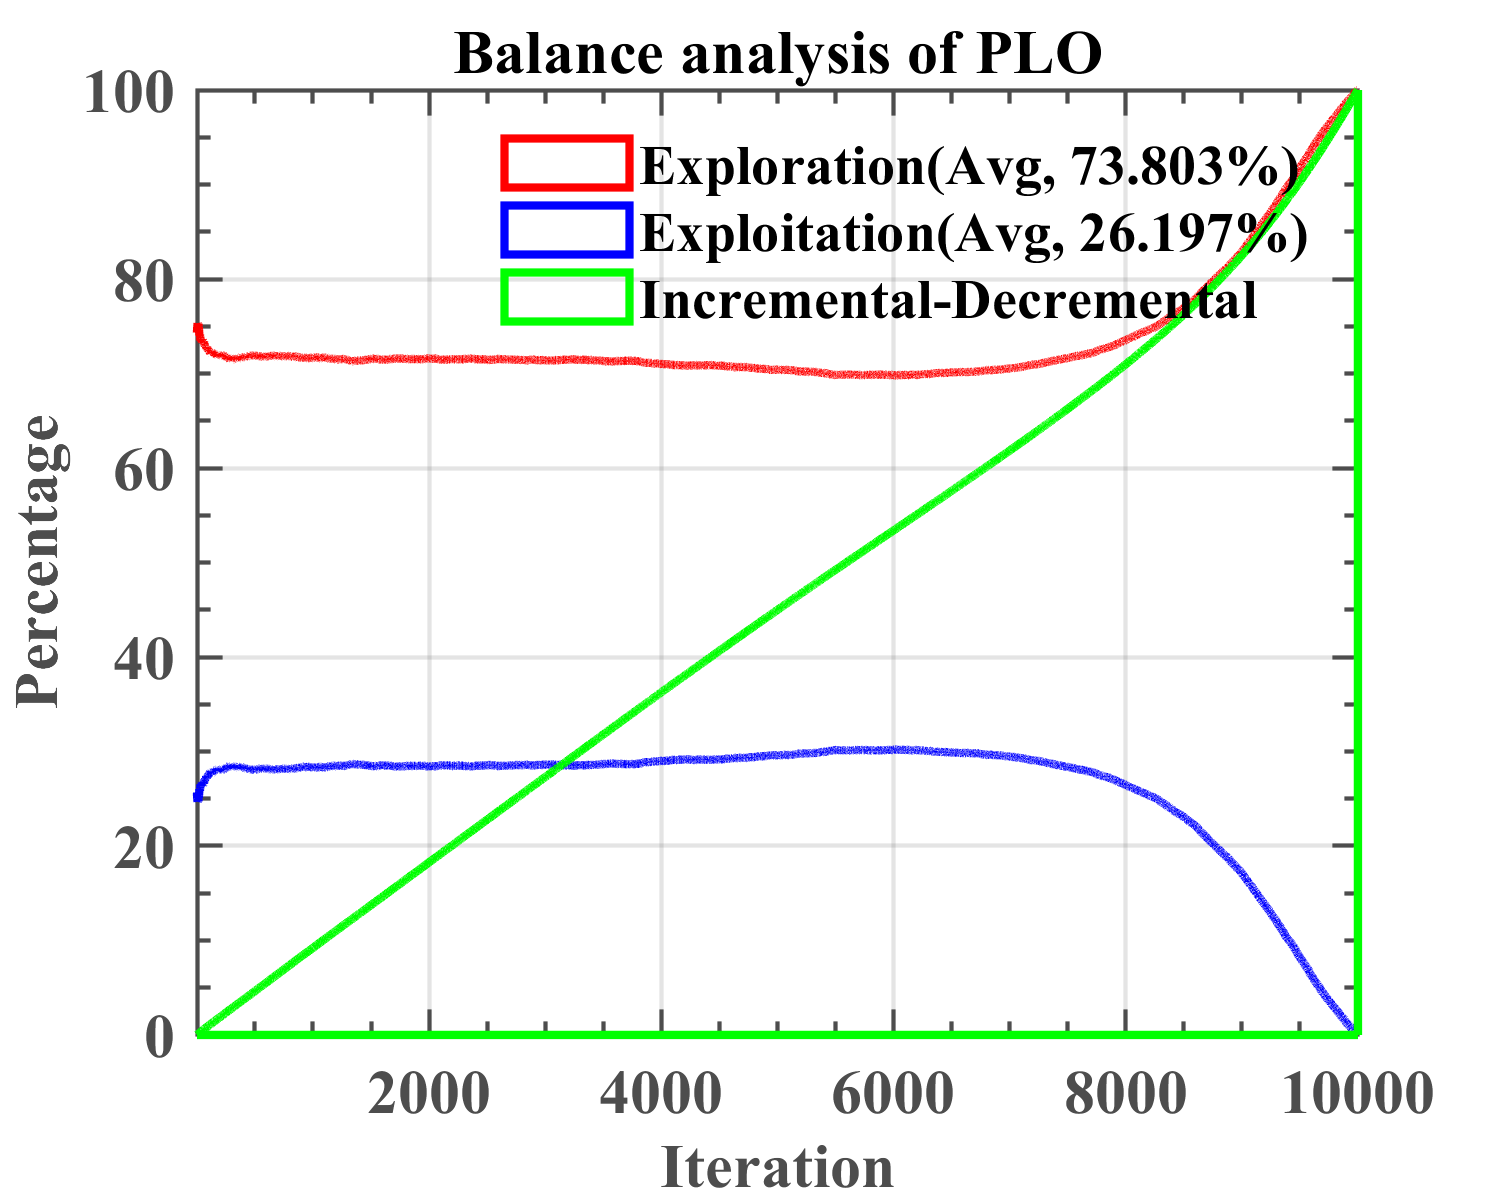 Balance analysis of PLO
100
80
60
40
20
0
Percentage
Exploration(Avg, 73.803%)
Exploitation(Avg, 26.197%)
Incremental-Decremental
2000 4000 6000 8000 10000
Iteration